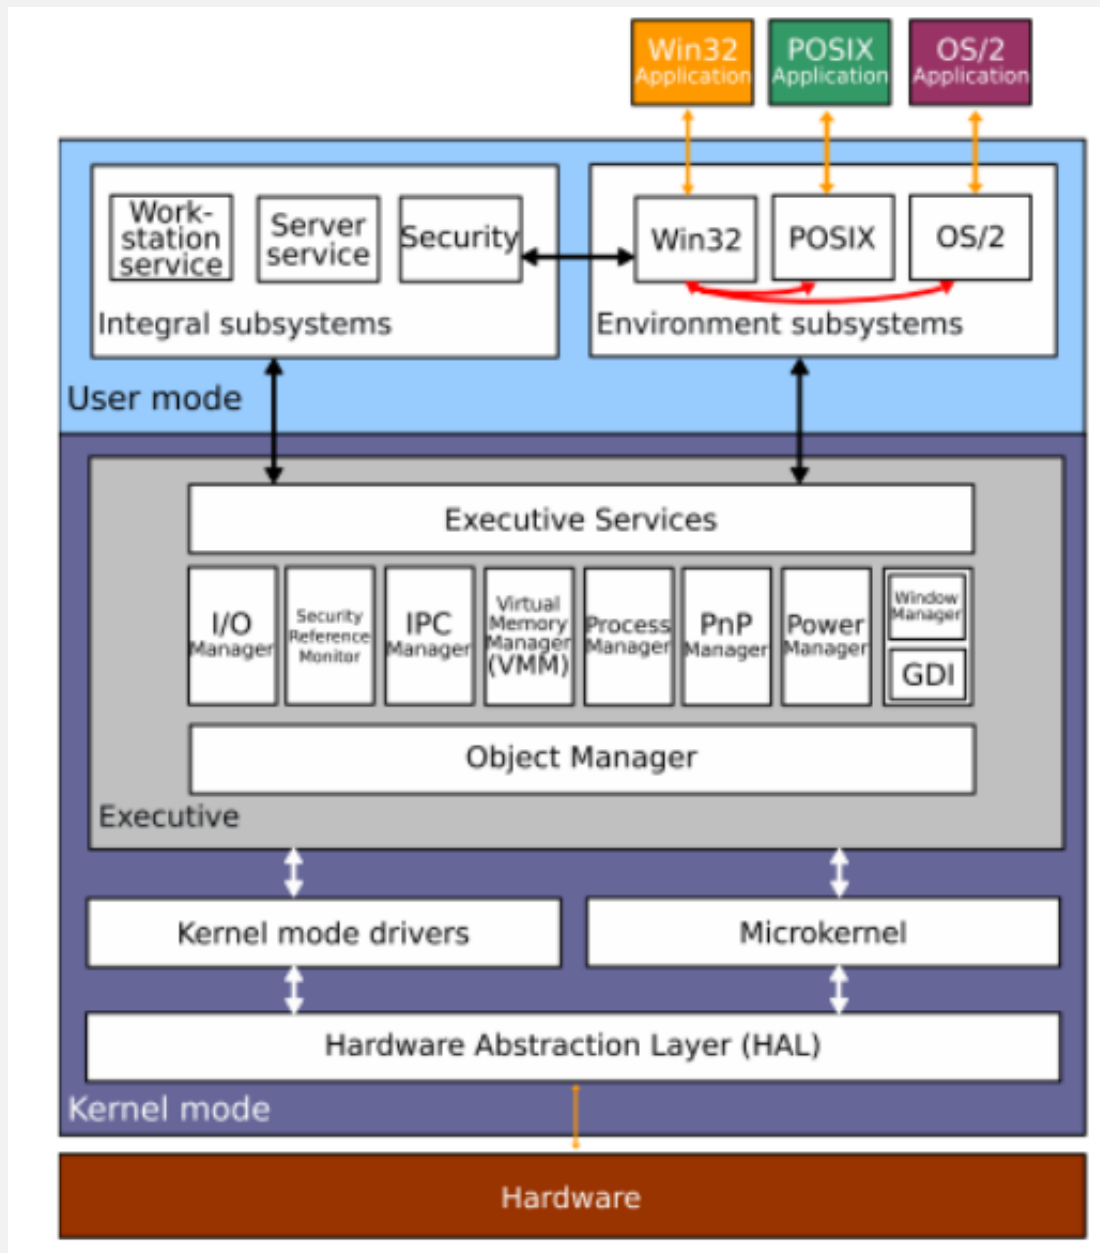 Win32
Application
POSIX
Application
OS/2
Application
Work-
station
service
Server
service
Security
Integral subsystems
Win32
POSIX
OS/2
Environment subsystems
User mode
Executive Services
I/O
Manager
Security
Reference
Monitor
IPC
Manager
Virtual
Memory
Manager
(VMM)
Process
Manager
PnP
Manager
Power
Manager
Window
Manager
GDI
Object Manager
Executive
Kernel mode drivers
Microkernel
Hardware Abstraction Layer (HAL)
Kernel mode
Hardware